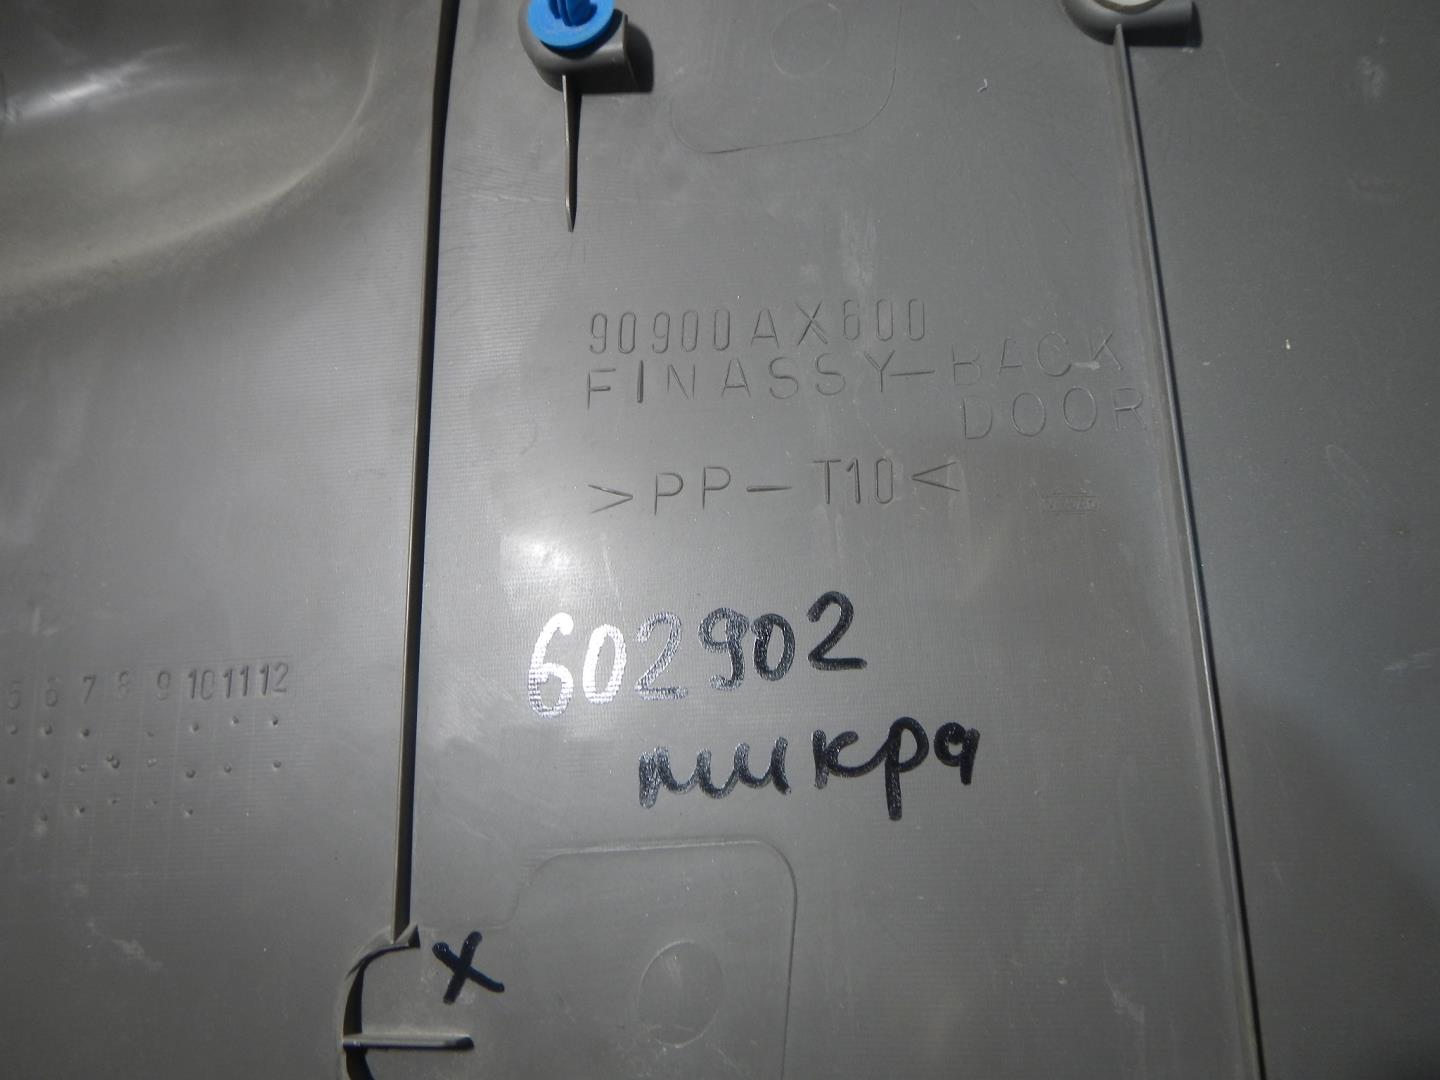 90900AX600
FINASSY-BACK
DOOR
>PP-T10<
602902
микра
5 6 7 8 9 10 11 12
X